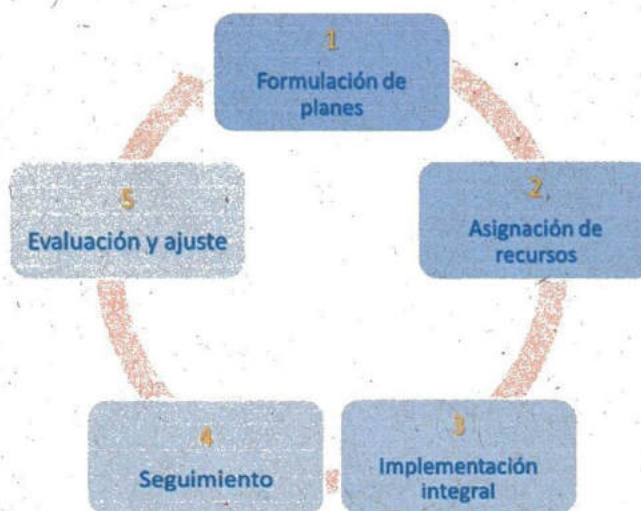 1
Formulación de
planes
2
Asignación de
recursos
3
Implementación
integral
4
Seguimiento
5
Evaluación y ajuste